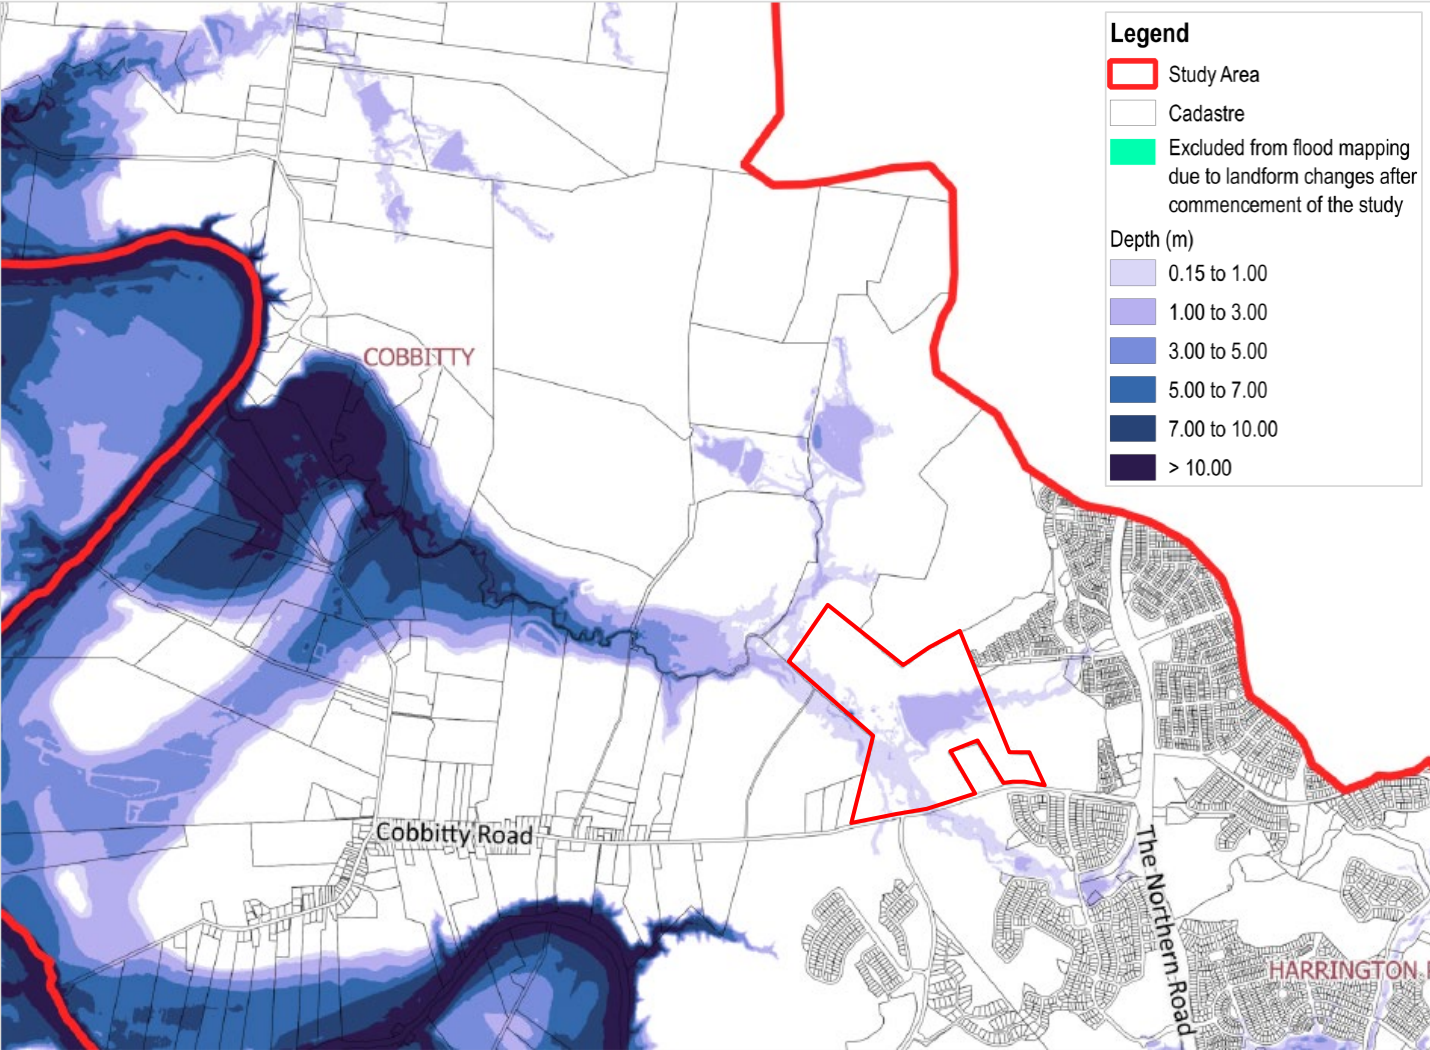 Legend
Study Area
Cadastre
Excluded from flood mapping
due to landform changes after
commencement of the study
Depth (m)
0.15 to 1.00
1.00 to 3.00
3.00 to 5.00
5.00 to 7.00
7.00 to 10.00
> 10.00
COBBITTY
Cobbitty Road
The Northern Road
HARRINGTON